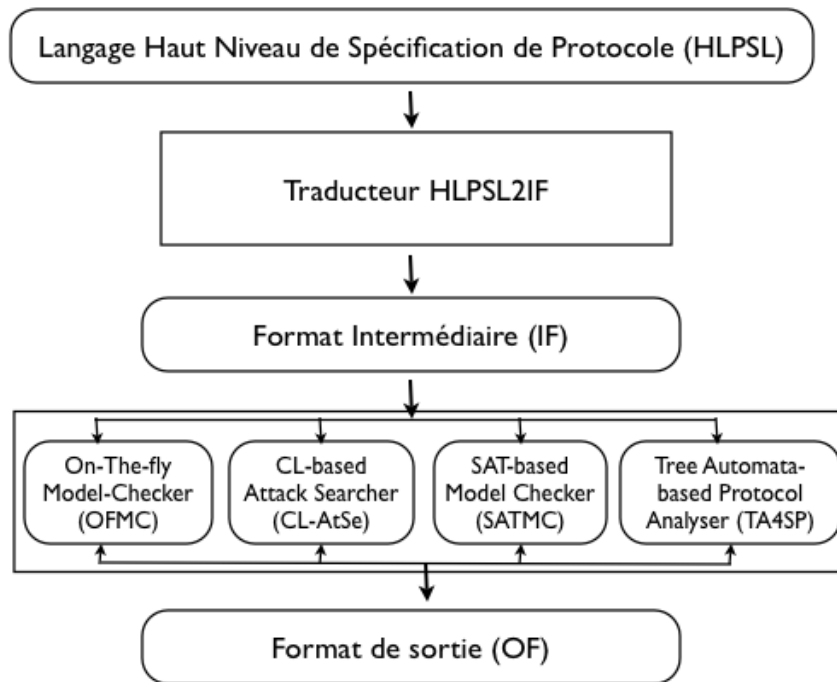 Langage Haut Niveau de Spécification de Protocole (HLPSL)
Traducteur HLPSL2IF
Format Intermédiaire (IF)
On-The-fly
Model-Checker
(OFMC)
CL-based
Attack Searcher
(CL-AtSe)
SAT-based
Model Checker
(SATMC)
Tree Automata-
based Protocol
Analyser (TA4SP)
Format de sortie (OF)